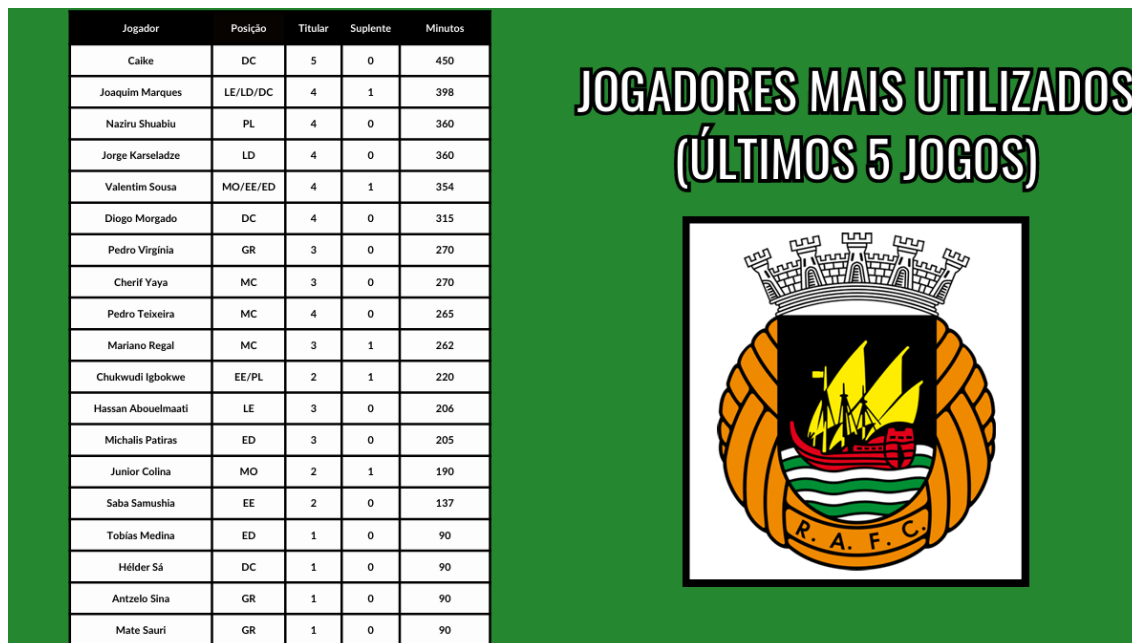 Jogador Posição Titular Suplente Minutos
Caike DC 5 0 450
Joaquim Marques LE/LD/DC 4 1 398
Naziru Shuabiu PL 4 0 360
Jorge Karseladze LD 4 0 360
Valentim Sousa MO/EE/ED 4 1 354
Diogo Morgado DC 4 0 315
Pedro Virgínia GR 3 0 270
Cherif Yaya MC 3 0 270
Pedro Teixeira MC 4 0 265
Mariano Regal MC 3 1 262
Chukwudi Igbokwe EE/PL 2 1 220
Hassan Abouelmaati LE 3 0 206
Michalis Patiras ED 3 0 205
Junior Colina MO 2 1 190
Saba Samushia EE 2 0 137
Tobías Medina ED 1 0 90
Hélder Sá DC 1 0 90
Antzelo Sina GR 1 0 90
Mate Sauri GR 1 0 90
JOGADORES MAIS UTILIZADOS
(ÚLTIMOS 5 JOGOS)
R. A. F. C.